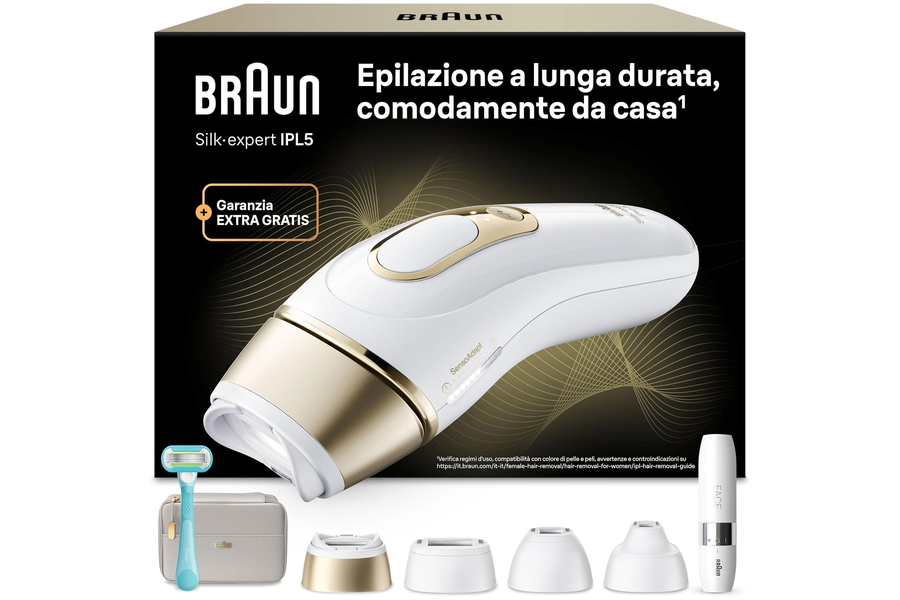 BRAUN
BRAUN
Silk·expert IPL5
Epilazione a lunga durata,
comodamente da casa¹
Garanzia
EXTRA GRATIS
SensoAdapt
¹Verifica regimi d'uso, compatibilità con colore di pelle e peli, avvertenze e controindicazioni su
https://it.braun.com/it-it/female-hair-removal/hair-removal-for-women/ipl-hair-removal-guide
FACE
BRAUN